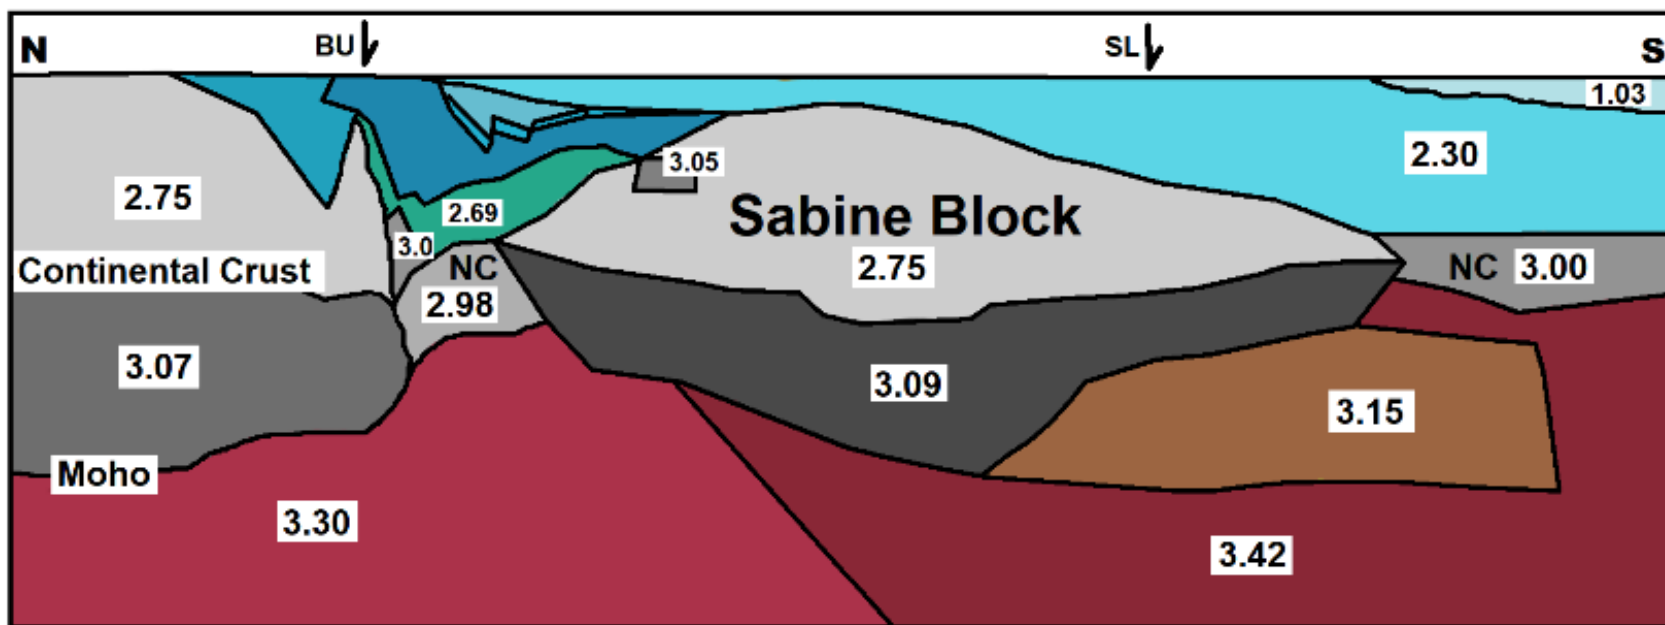 N BU SL S
1.03
2.30
3.05
2.75
2.69
Sabine Block
3.0
NC
2.75
NC 3.00
Continental Crust
2.98
3.07
3.09
3.15
Moho
3.30
3.42